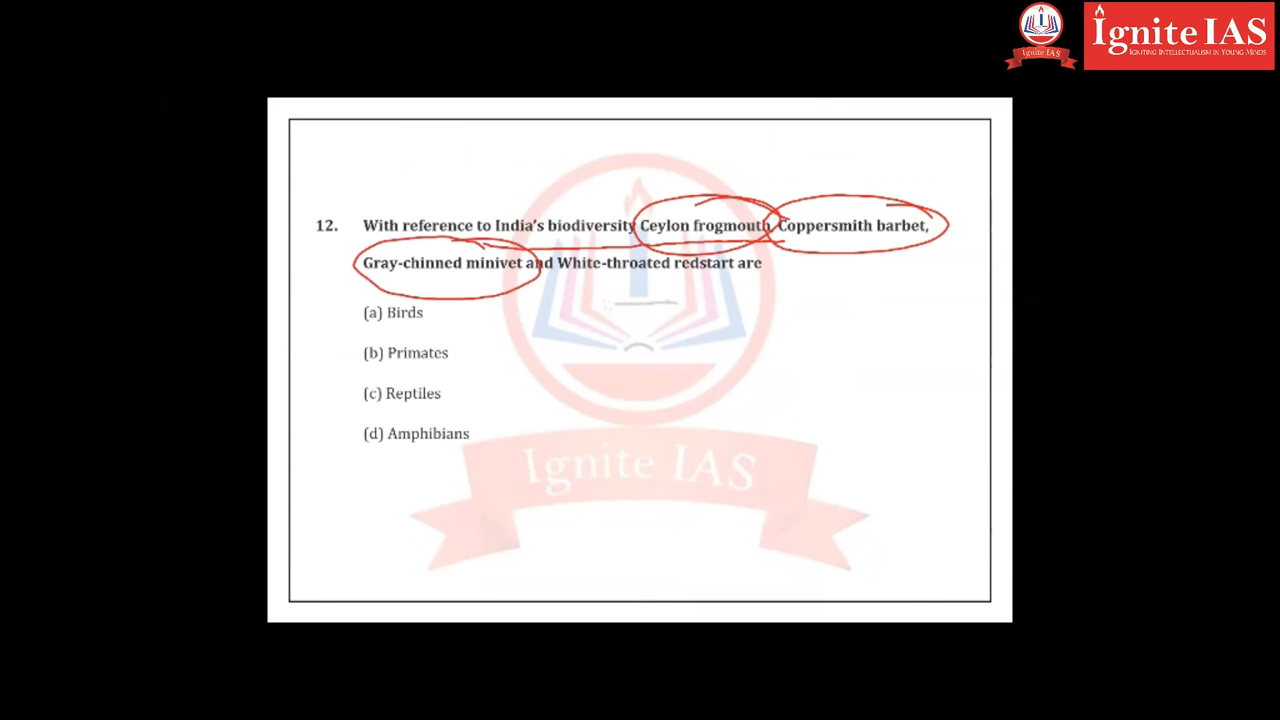 Ignite IAS
Ignite IAS
IGNITING INTELLECTUALISM IN YOUNG MINDS
12. With reference to India's biodiversity Ceylon frogmouth, Coppersmith barbet,
Gray-chinned minivet and White-throated redstart are
(a) Birds
(b) Primates
(c) Reptiles
(d) Amphibians
Ignite IAS